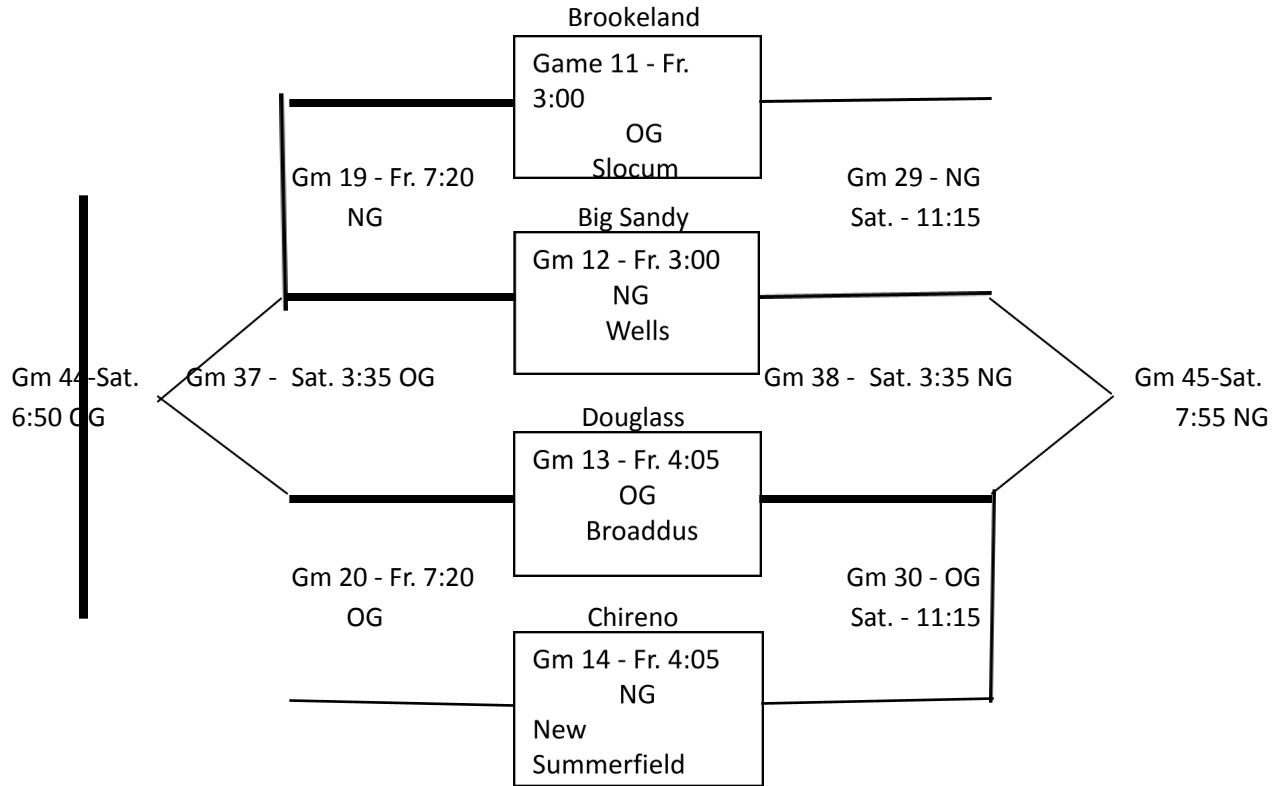 Brookeland
Game 11 - Fr.
3:00
OG
Slocum
Gm 19 - Fr. 7:20
NG
Gm 29 - NG
Sat. - 11:15
Big Sandy
Gm 12 - Fr. 3:00
NG
Wells
Gm 44-Sat.
6:50 OG
Gm 37 - Sat. 3:35 OG
Gm 38 - Sat. 3:35 NG
Gm 45-Sat.
7:55 NG
Douglass
Gm 13 - Fr. 4:05
OG
Broaddus
Gm 20 - Fr. 7:20
OG
Gm 30 - OG
Sat. - 11:15
Chireno
Gm 14 - Fr. 4:05
NG
New
Summerfield